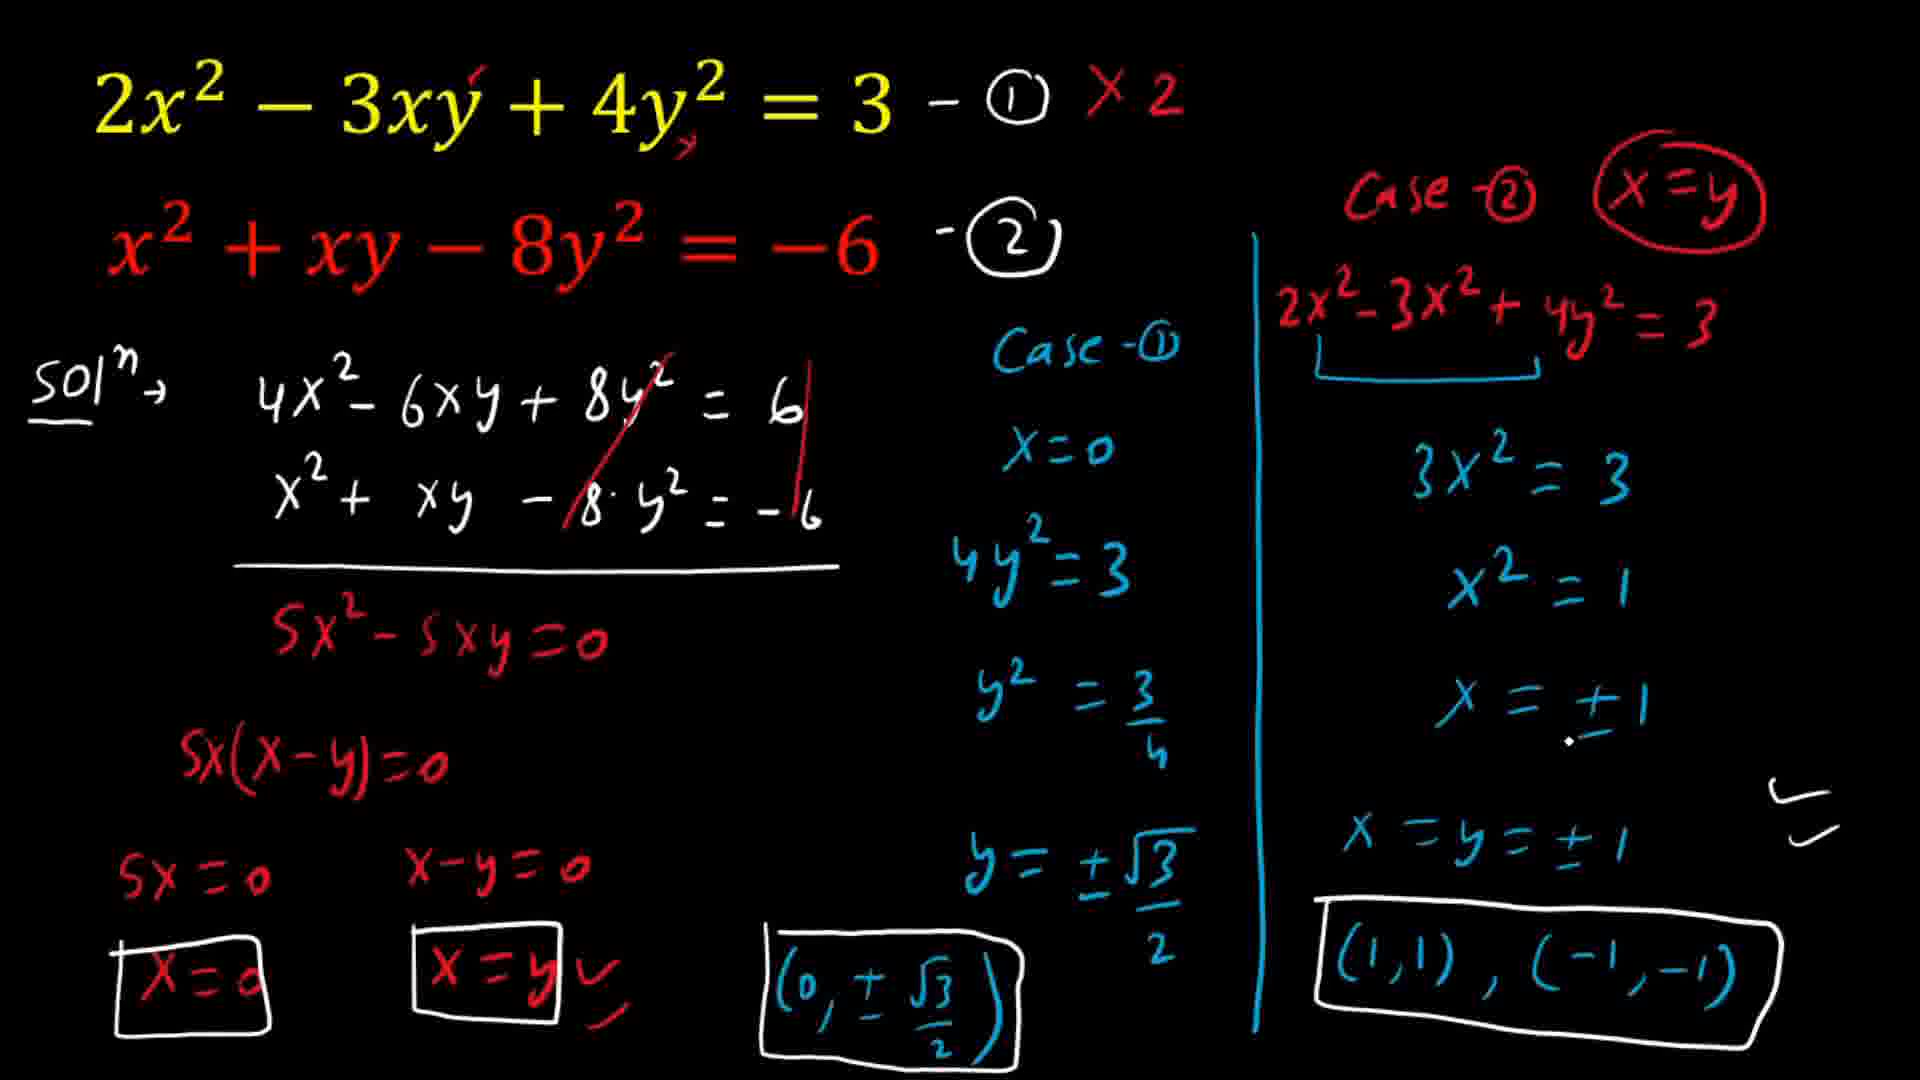 2x² − 3xy + 4y² = 3 - ① × 2
x² + xy − 8y² = −6 - ②
Solⁿ → 4x² - 6xy + 8y² = 6
x² + xy - 8·y² = -6
5x² - 5xy = 0
5x(x - y) = 0
5x = 0 x - y = 0
x = 0 x = y
Case - ①
x = 0
4y² = 3
y² = 3/4
y = ± √3/2
(0, ± √3/2)
Case - ② x = y
2x² - 3x² + 4y² = 3
3x² = 3
x² = 1
x = ± 1
x = y = ± 1
(1,1) , (-1,-1)